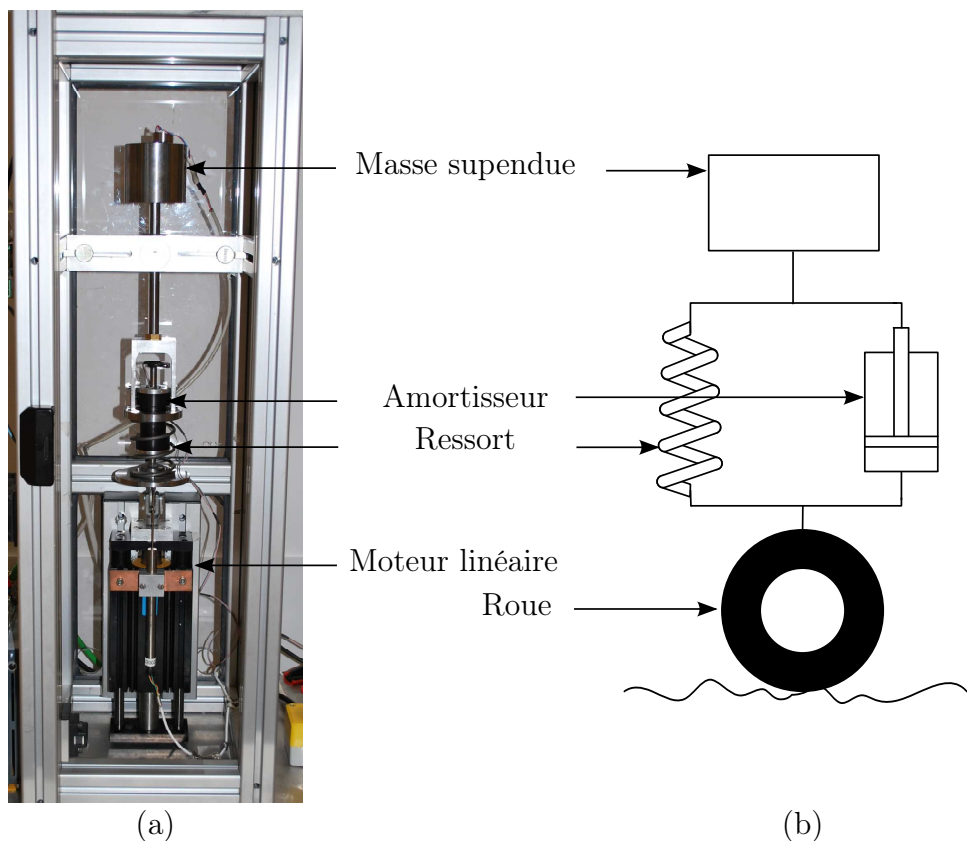 Masse supendue
Amortisseur
Ressort
Moteur linéaire
Roue
(a)
(b)